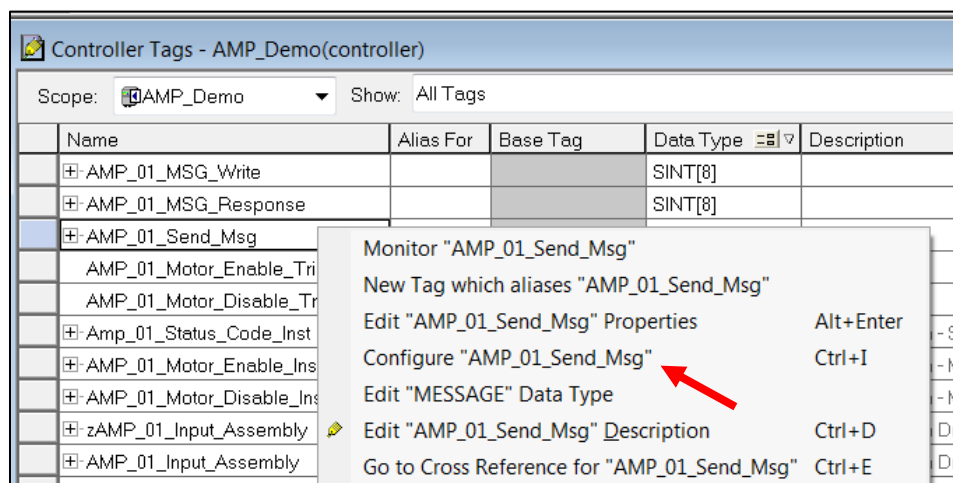 Controller Tags - AMP_Demo(controller)
Scope: AMP_Demo Show: All Tags
Name Alias For Base Tag Data Type Description
AMP_01_MSG_Write SINT[8]
AMP_01_MSG_Response SINT[8]
AMP_01_Send_Msg
Monitor "AMP_01_Send_Msg"
AMP_01_Motor_Enable_Tri
New Tag which aliases "AMP_01_Send_Msg"
AMP_01_Motor_Disable_Tr
Edit "AMP_01_Send_Msg" Properties Alt+Enter
Amp_01_Status_Code_Inst - S
Configure "AMP_01_Send_Msg" Ctrl+I
AMP_01_Motor_Enable_Ins
Edit "MESSAGE" Data Type
AMP_01_Motor_Disable_Ins
zAMP_01_Input_Assembly Edit "AMP_01_Send_Msg" Description Ctrl+D
AMP_01_Input_Assembly Go to Cross Reference for "AMP_01_Send_Msg" Ctrl+E